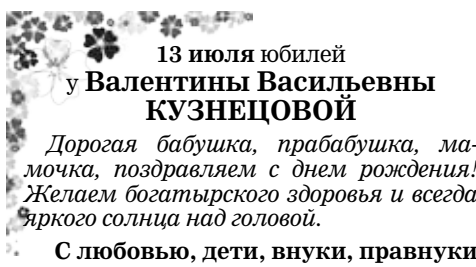 13 июля юбилей
у Валентины Васильевны
КУЗНЕЦОВОЙ
Дорогая бабушка, прабабушка, ма-
мочка, поздравляем с днем рождения!
Желаем богатырского здоровья и всегда
яркого солнца над головой.
С любовью, дети, внуки, правнуки